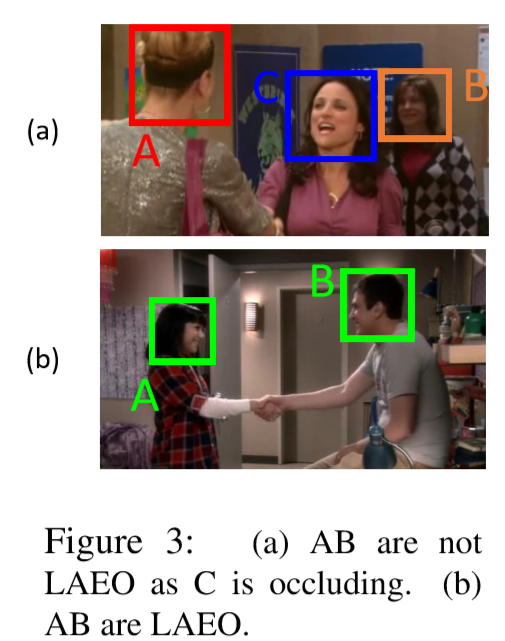 (a)
A
C
B
(b)
B
A
Figure 3: (a) AB are not
LAEO as C is occluding. (b)
AB are LAEO.